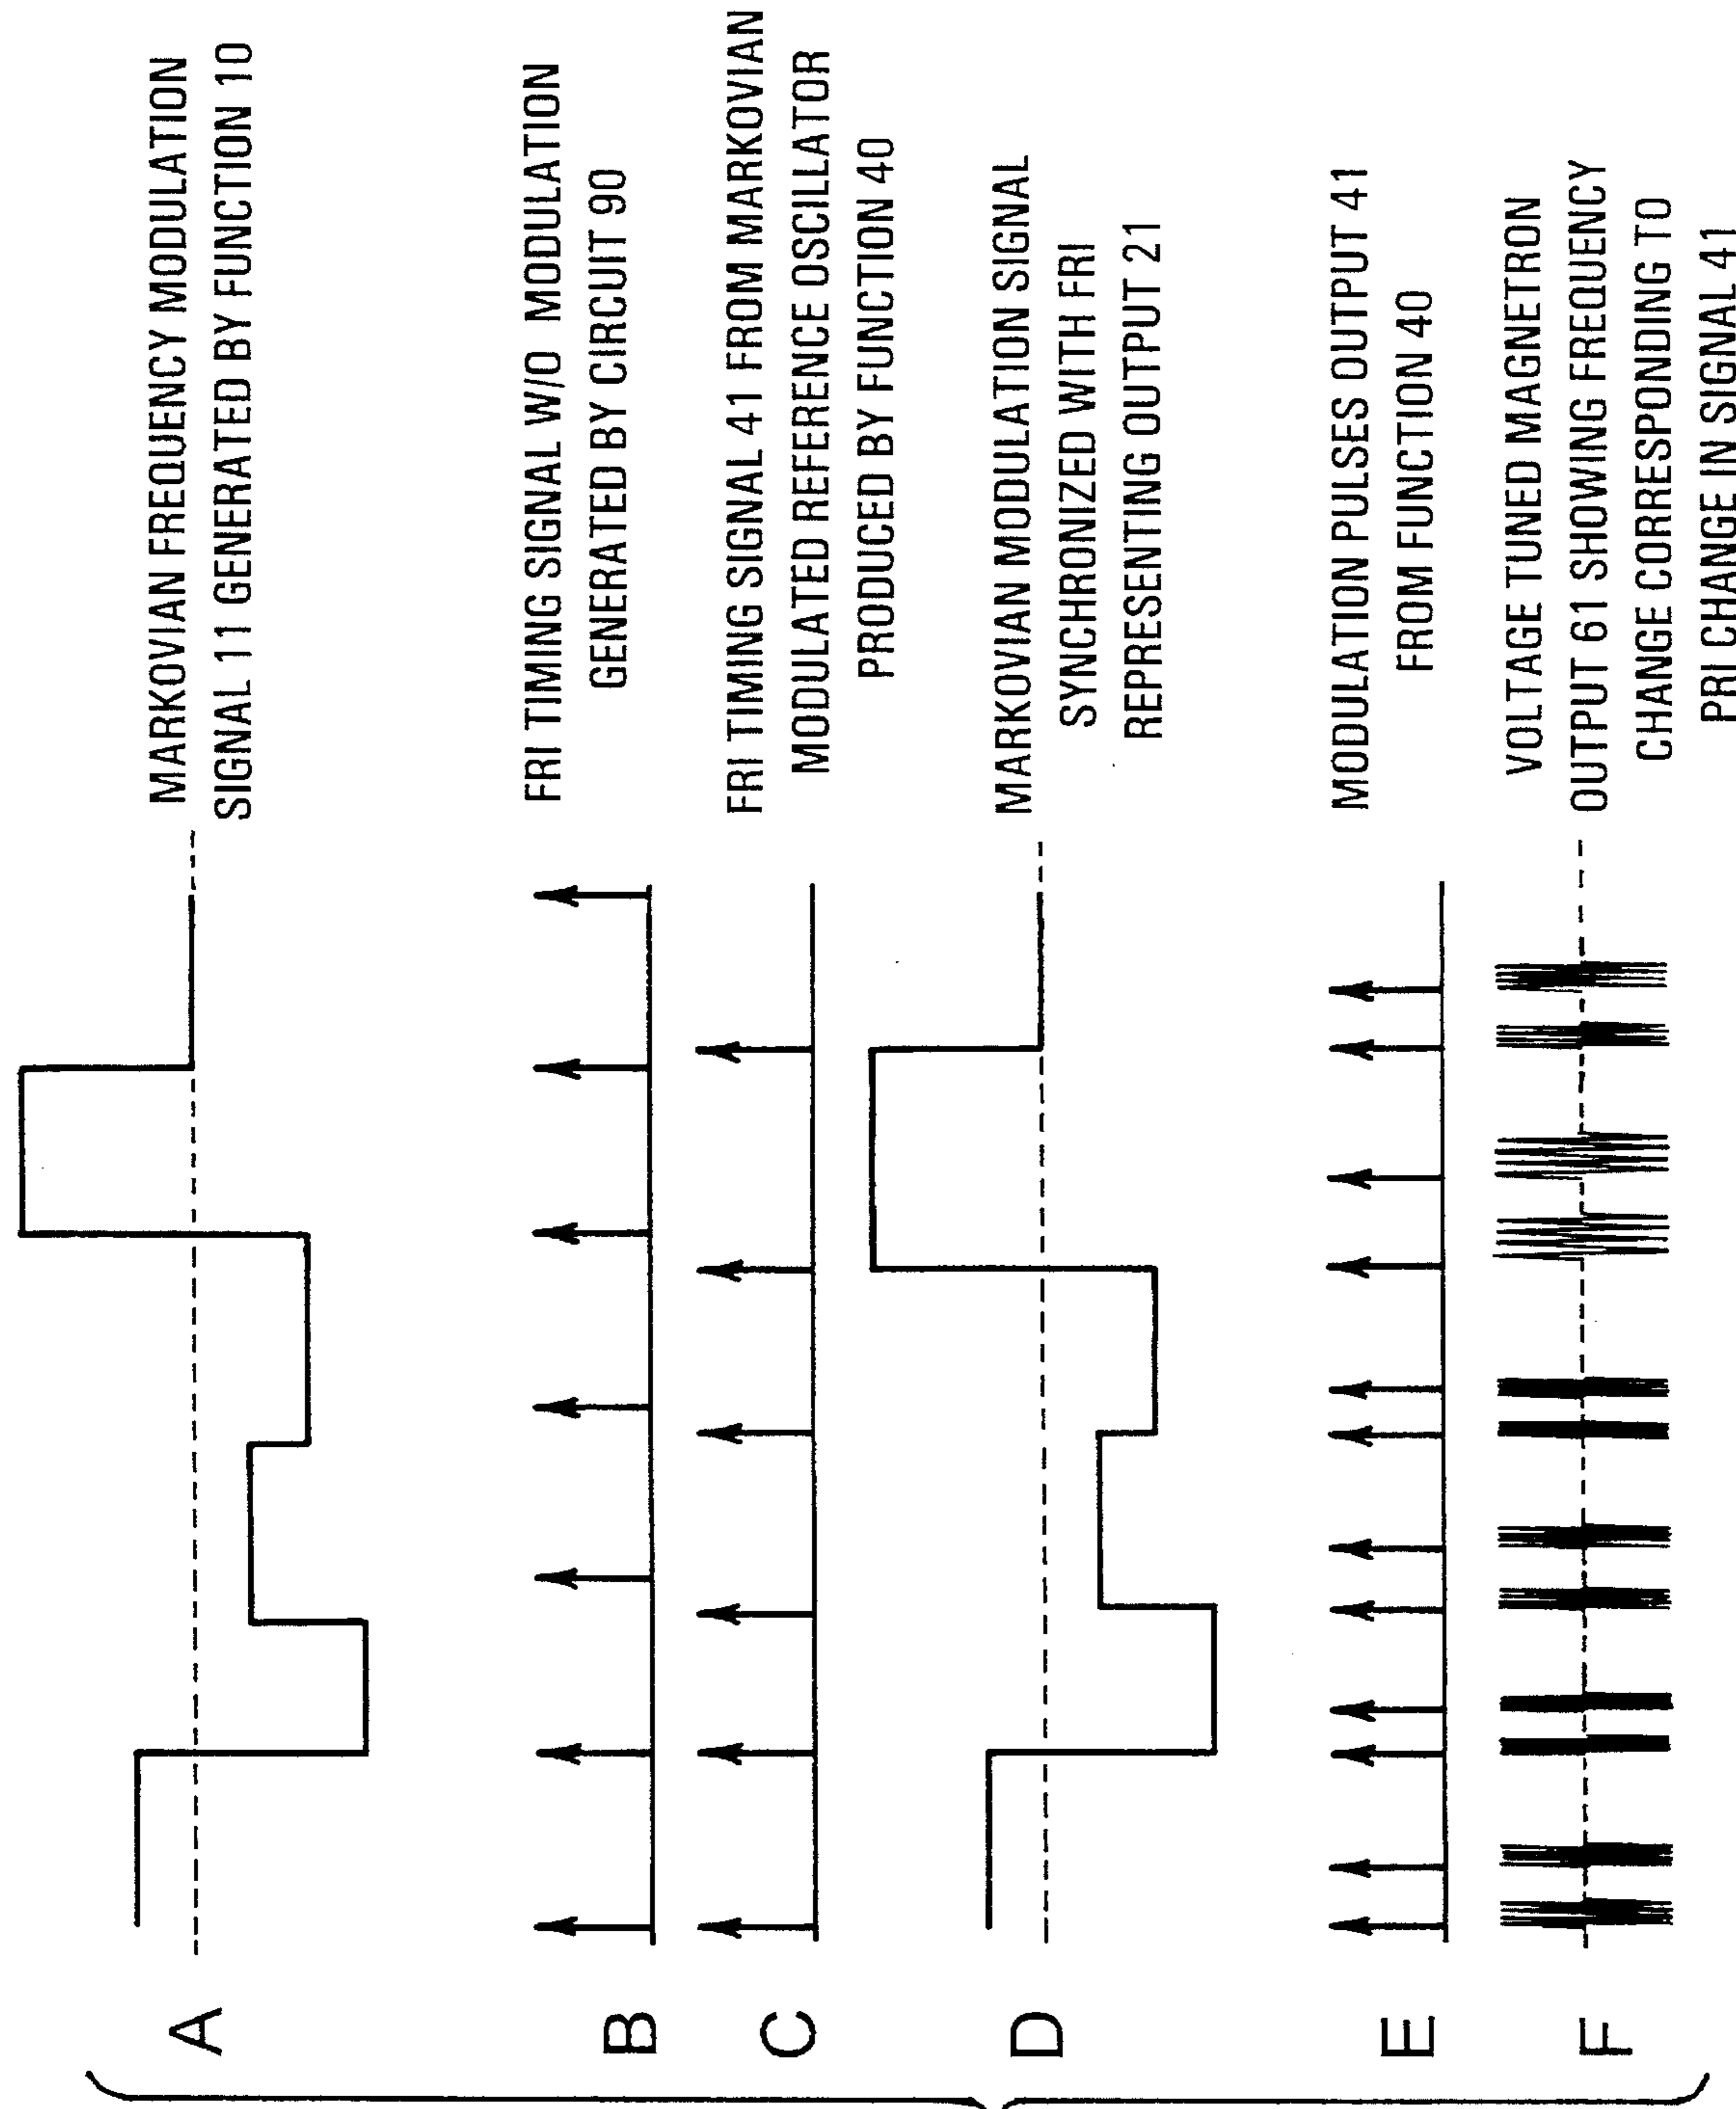 A
MARKOVIAN FREQUENCY MODULATION
SIGNAL 11 GENERATED BY FUNCTION 10
B
FRI TIMING SIGNAL W/O MODULATION
GENERATED BY CIRCUIT 90
C
FRI TIMING SIGNAL 41 FROM MARKOVIAN
MODULATED REFERENCE OSCILLATOR
PRODUCED BY FUNCTION 40
D
MARKOVIAN MODULATION SIGNAL
SYNCHRONIZED WITH FRI
REPRESENTING OUTPUT 21
E
MODULATION PULSES OUTPUT 41
FROM FUNCTION 40
F
VOLTAGE TUNED MAGNETRON
OUTPUT 61 SHOWING FREQUENCY
CHANGE CORRESPONDING TO
PRI CHANGE IN SIGNAL 41